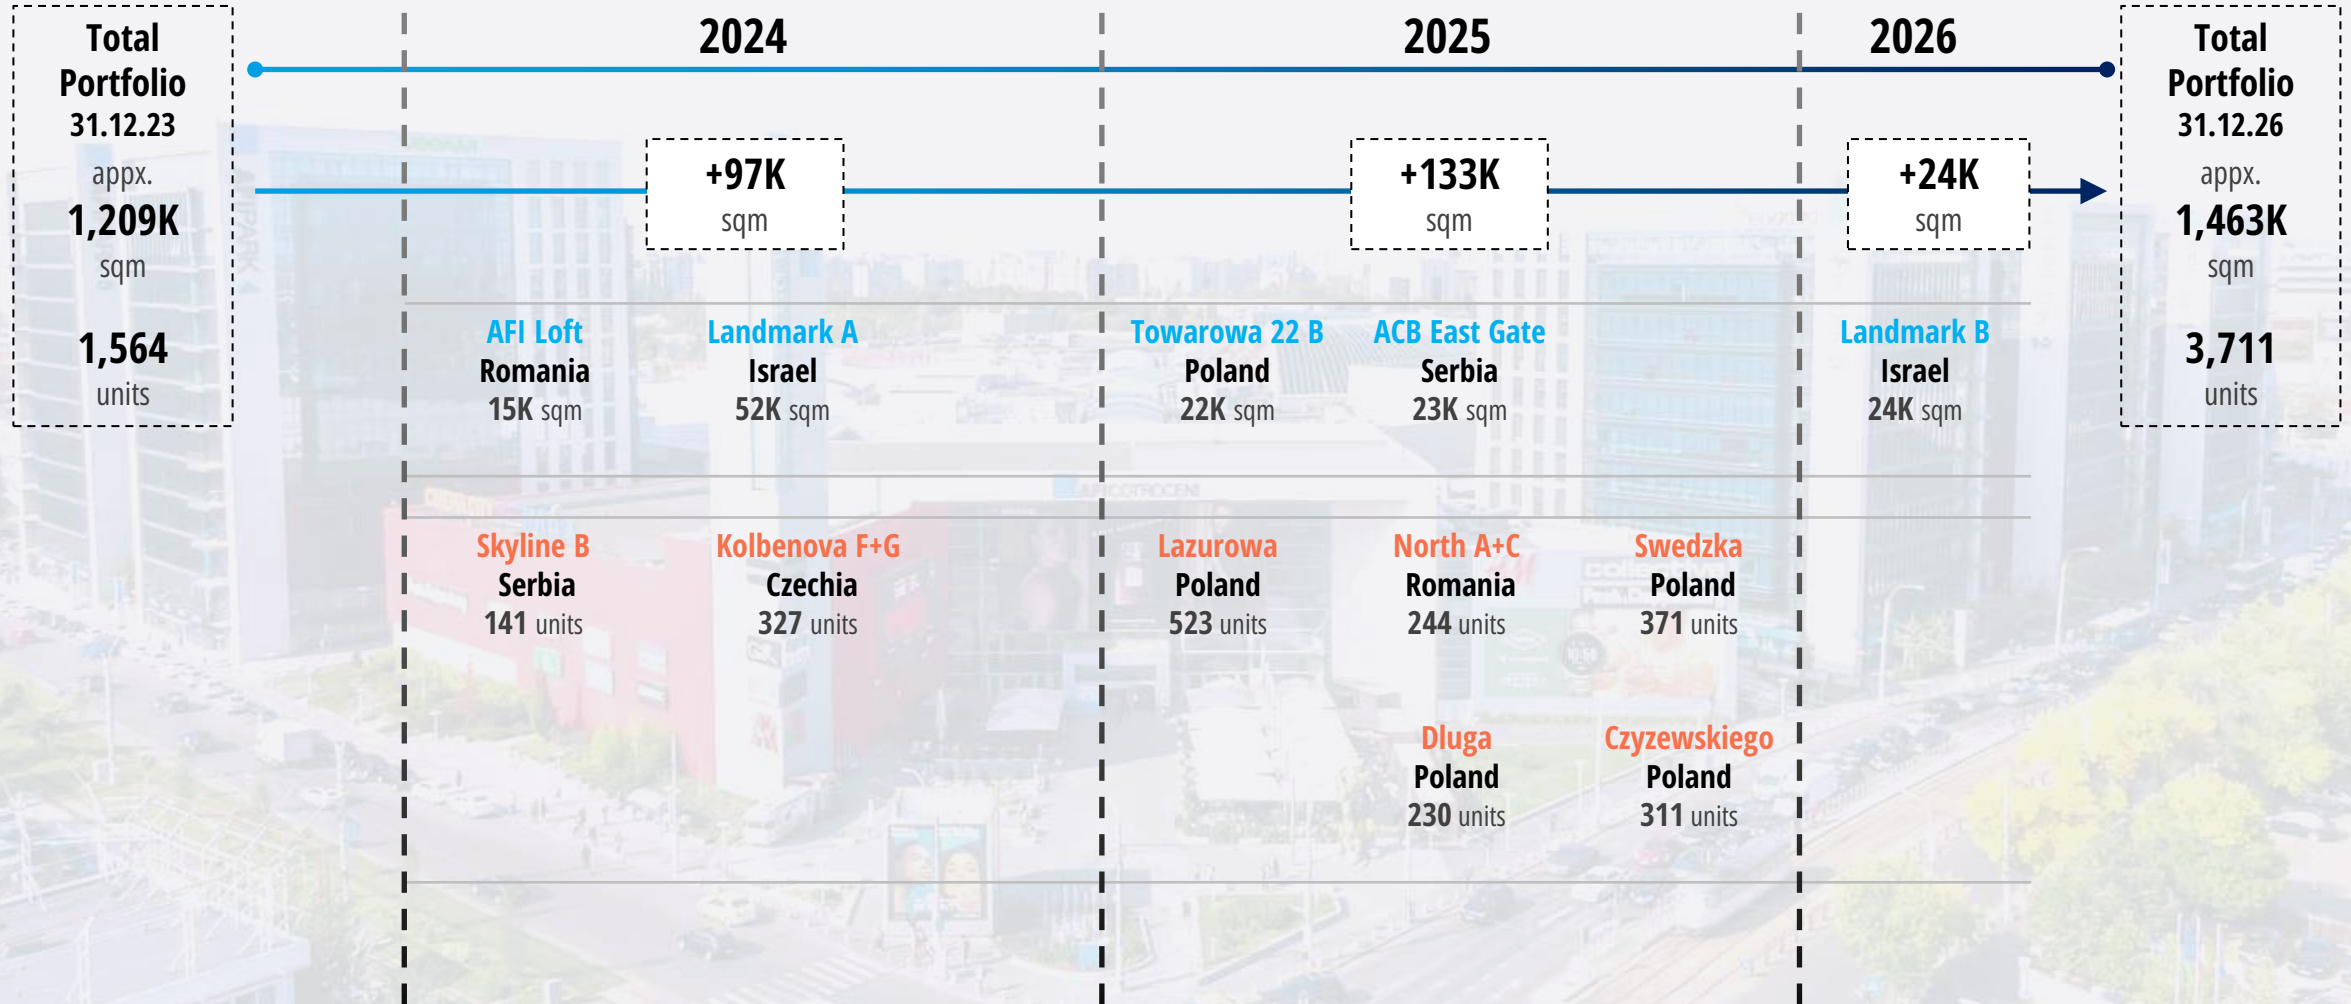 Total
Portfolio
31.12.23
appx.
1,209K
sqm
1,564
units
2024
2025
2026
+97K
sqm
+133K
sqm
+24K
sqm
AFI Loft
Romania
15K sqm
Landmark A
Israel
52K sqm
Towarowa 22 B
Poland
22K sqm
ACB East Gate
Serbia
23K sqm
Landmark B
Israel
24K sqm
Skyline B
Serbia
141 units
Kolbenova F+G
Czechia
327 units
Lazurowa
Poland
523 units
North A+C
Romania
244 units
Swedzka
Poland
371 units
Dluga
Poland
230 units
Czyzewskiego
Poland
311 units
Total
Portfolio
31.12.26
appx.
1,463K
sqm
3,711
units
AFI COTROCENI